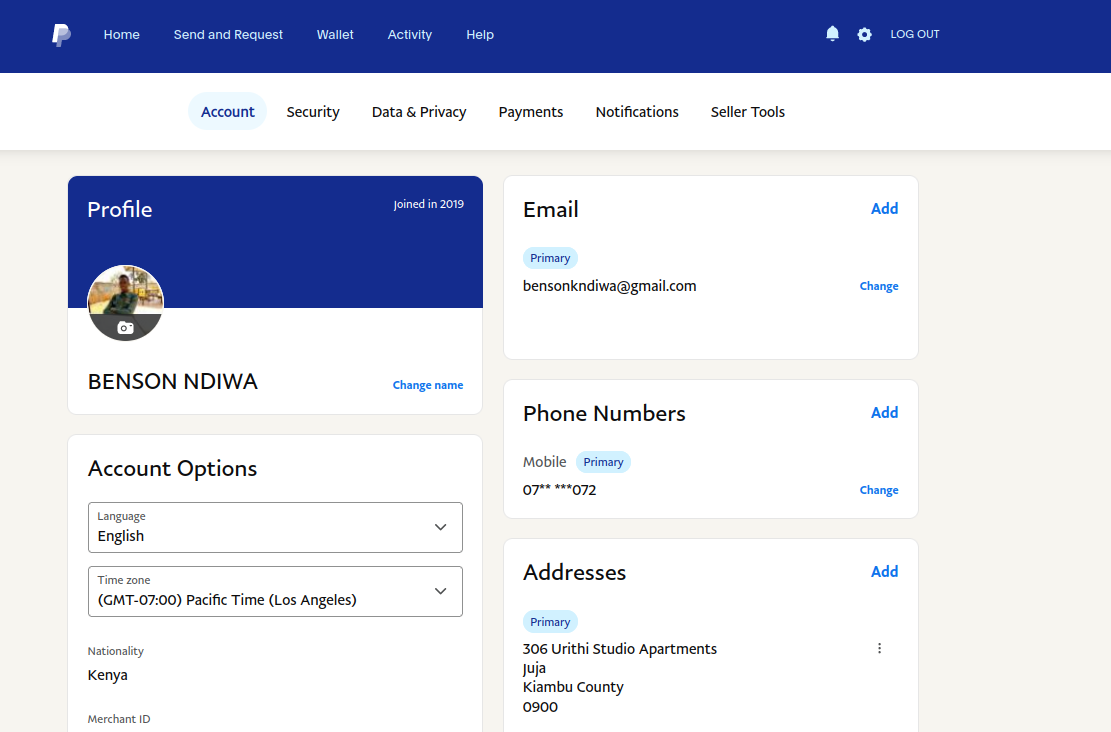 Home Send and Request Wallet Activity Help LOG OUT
Account Security Data & Privacy Payments Notifications Seller Tools
Profile
Joined in 2019
BENSON NDIWA
Change name
Account Options
Language
English
Time zone
(GMT-07:00) Pacific Time (Los Angeles)
Nationality
Kenya
Merchant ID
Email
Add
Primary
bensonkndiwa@gmail.com
Change
Phone Numbers
Add
Mobile Primary
07** ***072
Change
Addresses
Add
Primary
306 Urithi Studio Apartments
Juja
Kiambu County
0900